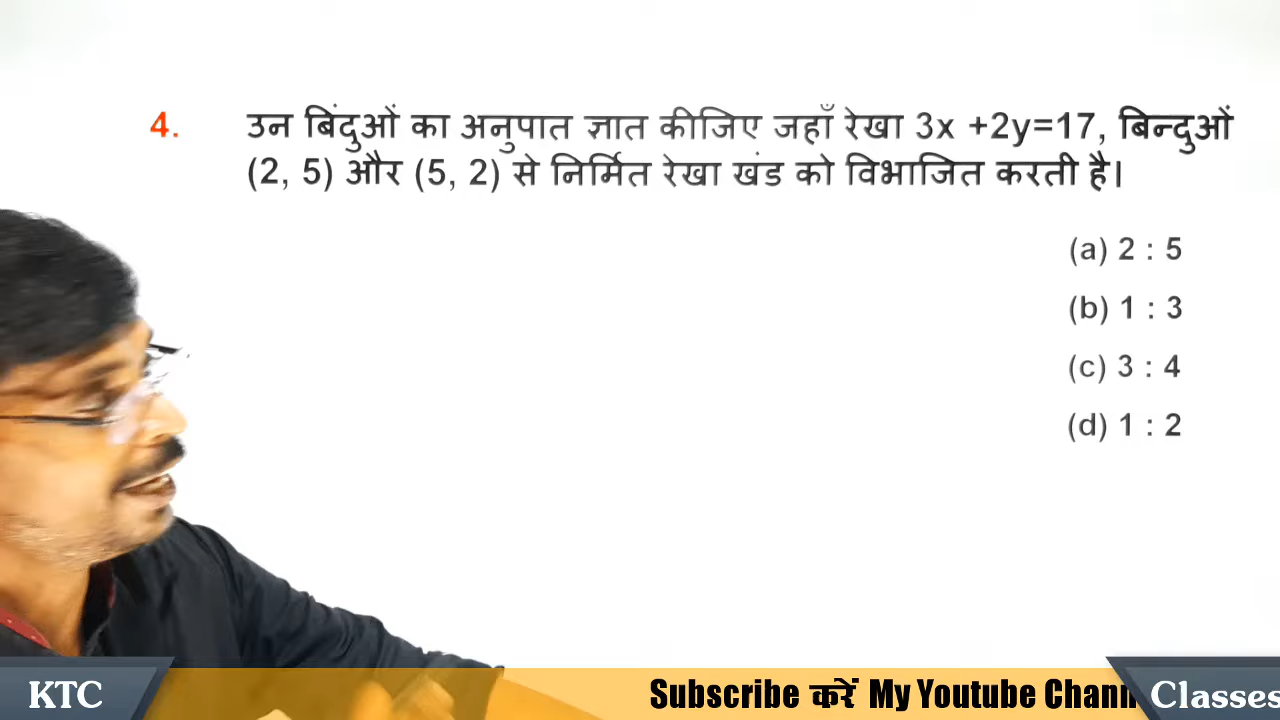 4. उन बिंदुओं का अनुपात ज्ञात कीजिए जहाँ रेखा 3x +2y=17, बिन्दुओं
(2, 5) और (5, 2) से निर्मित रेखा खंड को विभाजित करती है।
(a) 2 : 5
(b) 1 : 3
(c) 3 : 4
(d) 1 : 2
KTC
Subscribe करें My Youtube Chann
Classes